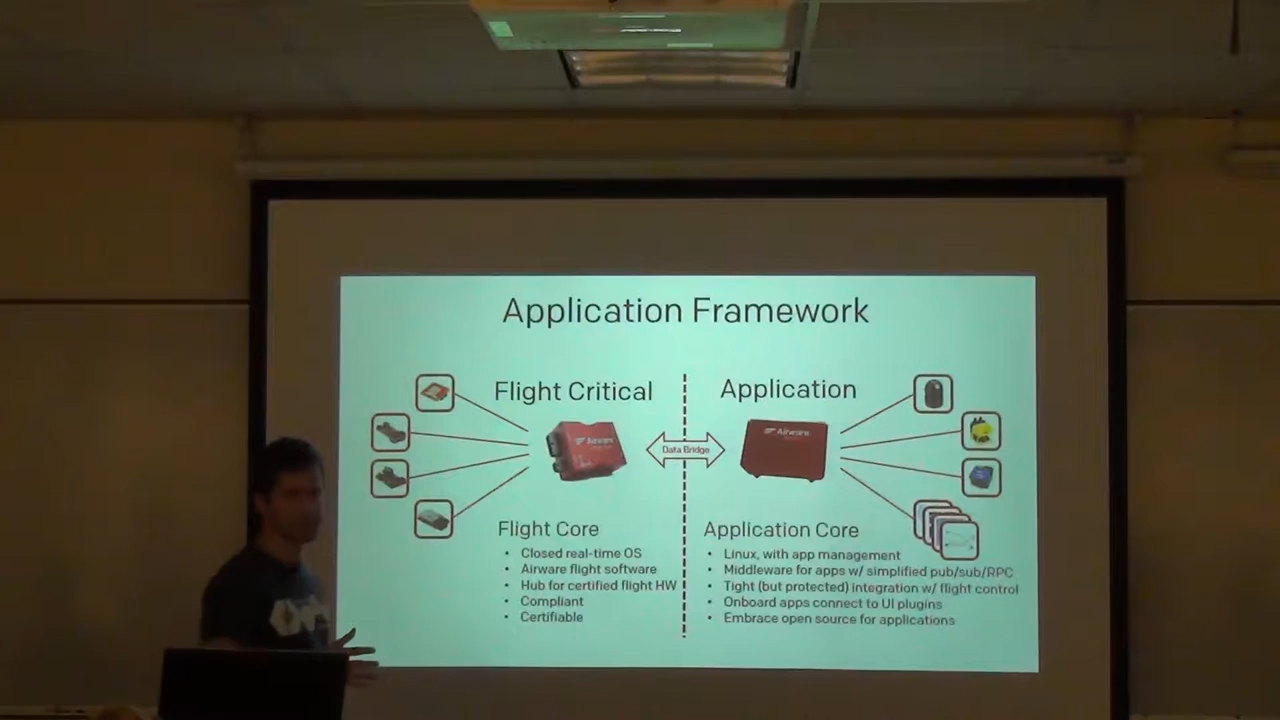 Application Framework
Flight Critical
Application
Airware
Data Bridge
Airware
Flight Core
• Closed real-time OS
• Airware flight software
• Hub for certified flight HW
• Compliant
• Certifiable
Application Core
• Linux, with app management
• Middleware for apps w/ simplified pub/sub/RPC
• Tight (but protected) integration w/ flight control
• Onboard apps connect to UI plugins
• Embrace open source for applications